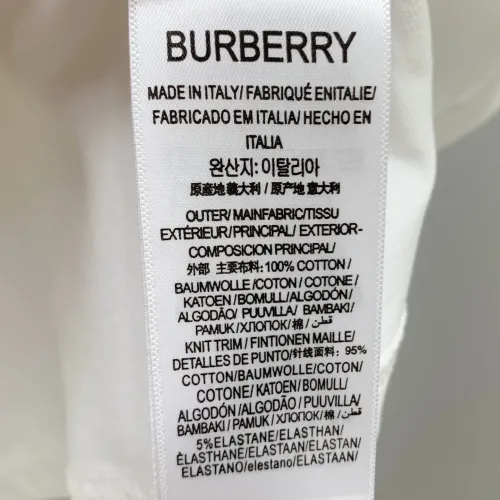 BURBERRY
MADE IN ITALY/ FABRIQUÉ ENITALIE/
FABRICADO EM ITALIA/ HECHO EN
ITALIA
완산지: 이탈리아
原産地義大利 / 原产地 意大利
OUTER/ MAINFABRIC/TISSU
EXTÉRIEUR/PRINCIPAL/ EXTERIOR-
COMPOSICION PRINCIPAL/
外部 主要布料: 100% COTTON /
BAUMWOLLE /COTON / COTONE /
KATOEN / BOMULL/ ALGODÓN/
ALGODÃO/ PUUVILLA/ BAMBAKI/
PAMUK / ХЛОПОК/ 棉/ قطن /
KNIT TRIM / FINTIONEN MAILLE/
DETALLES DE PUNTO/针线面料: 95%
COTTON/BAUMWOLLE/COTON/
COTONE/ KATOEN/ BOMULL/
ALGODÓN /ALGODÃO / PUUVILLA/
BAMBAKI / PAMUK / ХЛОПОК/ 棉 / قطن/
5%ELASTANE/ELASTHAN/
ÈLASTHANE/ELASTAAN/ELASTAN/
ELASTANO/elestano/ELASTAAN/